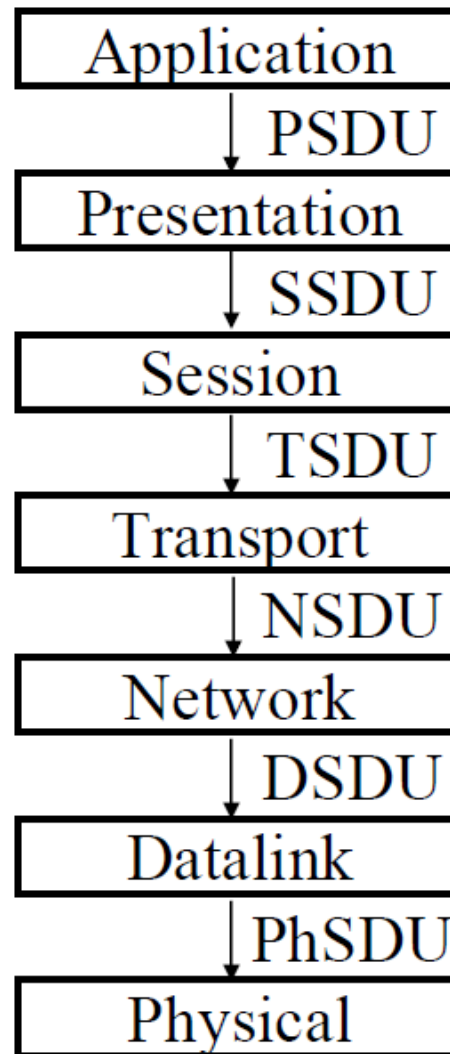 Application
PSDU
Presentation
SSDU
Session
TSDU
Transport
NSDU
Network
DSDU
Datalink
PhSDU
Physical